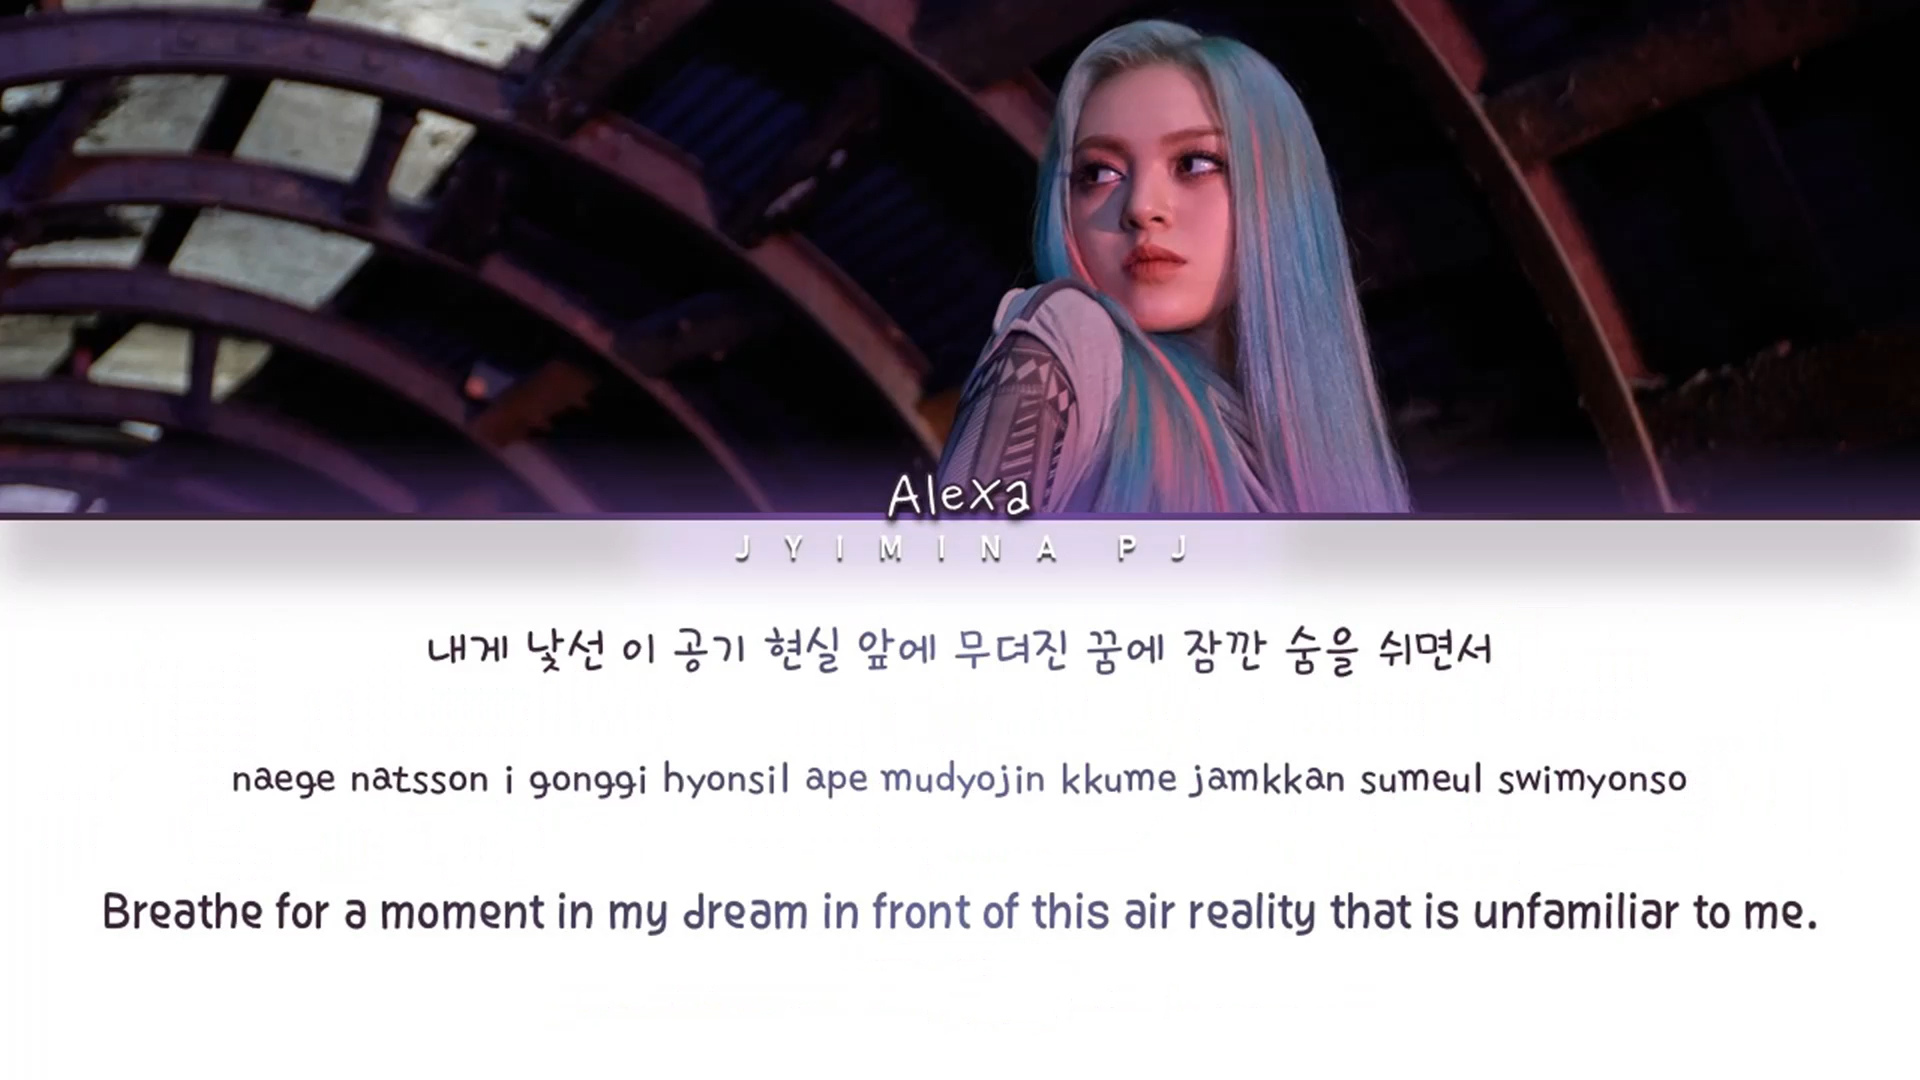 Alexa
JYIMINA PJ
내게 낯선 이 공기 현실 앞에 무뎌진 꿈에 잠깐 숨을 쉬면서
naege natsson i gonggi hyonsil ape mudyojin kkume jamkkan sumeul swimyonso
Breathe for a moment in my dream in front of this air reality that is unfamiliar to me.